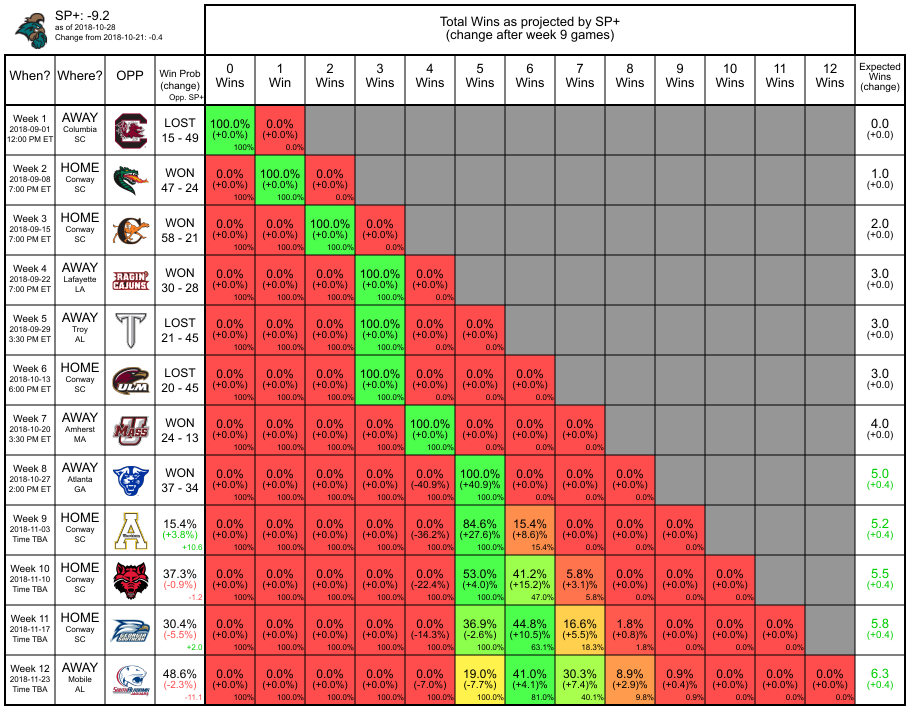 SP+: -9.2
as of 2018-10-28
Change from 2018-10-21: -0.4
Total Wins as projected by SP+
(change after week 9 games)
When? Where? OPP Win Prob (change) Opp. SP+ 0 Wins 1 Win 2 Wins 3 Wins 4 Wins 5 Wins 6 Wins 7 Wins 8 Wins 9 Wins 10 Wins 11 Wins 12 Wins Expected Wins (change)
Week 1 AWAY LOST 100.0% 0.0% 0.0
2018-09-01 Columbia (+0.0%) (+0.0%) (+0.0)
12:00 PM ET SC 15 - 49 100% 0.0%
Week 2 HOME WON 0.0% 100.0% 0.0% 1.0
2018-09-08 Conway (+0.0%) (+0.0%) (+0.0%) (+0.0)
7:00 PM ET SC 47 - 24 100% 100.0% 0.0%
Week 3 HOME WON 0.0% 0.0% 100.0% 0.0% 2.0
2018-09-15 Conway (+0.0%) (+0.0%) (+0.0%) (+0.0%) (+0.0)
7:00 PM ET SC 58 - 21 100% 100.0% 100.0% 0.0%
Week 4 AWAY RAGIN' CAJUNS WON 0.0% 0.0% 0.0% 100.0% 0.0% 3.0
2018-09-22 Lafayette (+0.0%) (+0.0%) (+0.0%) (+0.0%) (+0.0%) (+0.0)
7:00 PM ET LA 30 - 28 100% 100.0% 100.0% 100.0% 0.0%
Week 5 AWAY T LOST 0.0% 0.0% 0.0% 100.0% 0.0% 0.0% 3.0
2018-09-29 Troy (+0.0%) (+0.0%) (+0.0%) (+0.0%) (+0.0%) (+0.0%) (+0.0)
3:30 PM ET AL 21 - 45 100% 100.0% 100.0% 100.0% 0.0% 0.0%
Week 6 HOME ULM LOST 0.0% 0.0% 0.0% 100.0% 0.0% 0.0% 0.0% 3.0
2018-10-13 Conway (+0.0%) (+0.0%) (+0.0%) (+0.0%) (+0.0%) (+0.0%) (+0.0%) (+0.0)
6:00 PM ET SC 20 - 45 100% 100.0% 100.0% 100.0% 0.0% 0.0% 0.0%
Week 7 AWAY U MASS WON 0.0% 0.0% 0.0% 0.0% 100.0% 0.0% 0.0% 0.0% 4.0
2018-10-20 Amherst (+0.0%) (+0.0%) (+0.0%) (+0.0%) (+0.0%) (+0.0%) (+0.0%) (+0.0%) (+0.0)
3:30 PM ET MA 24 - 13 100% 100.0% 100.0% 100.0% 100.0% 0.0% 0.0% 0.0%
Week 8 AWAY WON 0.0% 0.0% 0.0% 0.0% 0.0% 100.0% 0.0% 0.0% 0.0% 5.0
2018-10-27 Atlanta (+0.0%) (+0.0%) (+0.0%) (+0.0%) (-40.9%) (+40.9)% (+0.0%) (+0.0%) (+0.0%) (+0.4)
2:00 PM ET GA 37 - 34 100% 100.0% 100.0% 100.0% 100.0% 100.0% 0.0% 0.0% 0.0%
Week 9 HOME A 15.4% 0.0% 0.0% 0.0% 0.0% 0.0% 84.6% 15.4% 0.0% 0.0% 0.0% 5.2
2018-11-03 Conway (+3.8%) (+0.0%) (+0.0%) (+0.0%) (+0.0%) (-36.2%) (+27.6)% (+8.6)% (+0.0%) (+0.0%) (+0.0%) (+0.4)
Time TBA SC +10.6 100% 100.0% 100.0% 100.0% 100.0% 100.0% 15.4% 0.0% 0.0% 0.0%
Week 10 HOME 37.3% 0.0% 0.0% 0.0% 0.0% 0.0% 53.0% 41.2% 5.8% 0.0% 0.0% 0.0% 5.5
2018-11-10 Conway (-0.9%) (+0.0%) (+0.0%) (+0.0%) (+0.0%) (-22.4%) (+4.0)% (+15.2)% (+3.1)% (+0.0%) (+0.0%) (+0.0%) (+0.4)
Time TBA SC -1.2 100% 100.0% 100.0% 100.0% 100.0% 100.0% 47.0% 5.8% 0.0% 0.0% 0.0%
Week 11 HOME GEORGIA SOUTHERN 30.4% 0.0% 0.0% 0.0% 0.0% 0.0% 36.9% 44.8% 16.6% 1.8% 0.0% 0.0% 0.0% 5.8
2018-11-17 Conway (-5.5%) (+0.0%) (+0.0%) (+0.0%) (+0.0%) (-14.3%) (-2.6%) (+10.5)% (+5.5)% (+0.8)% (+0.0%) (+0.0%) (+0.0%) (+0.4)
Time TBA SC +2.0 100% 100.0% 100.0% 100.0% 100.0% 100.0% 63.1% 18.3% 1.8% 0.0% 0.0% 0.0%
Week 12 AWAY SOUTH ALABAMA 48.6% 0.0% 0.0% 0.0% 0.0% 0.0% 19.0% 41.0% 30.3% 8.9% 0.9% 0.0% 0.0% 0.0% 6.3
2018-11-23 Mobile (-2.3%) (+0.0%) (+0.0%) (+0.0%) (+0.0%) (-7.0%) (-7.7%) (+4.1)% (+7.4)% (+2.9)% (+0.4)% (+0.0%) (+0.0%) (+0.0%) (+0.4)
Time TBA AL -11.1 100% 100.0% 100.0% 100.0% 100.0% 100.0% 81.0% 40.1% 9.8% 0.9% 0.0% 0.0% 0.0%